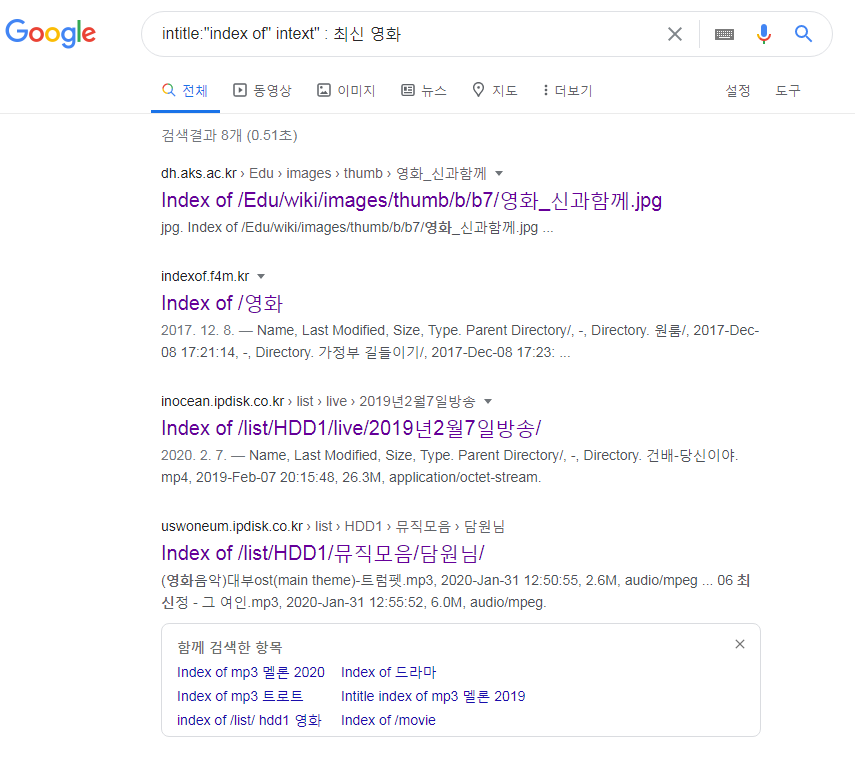 Google
intitle:"index of" intext" : 최신 영화
전체 동영상 이미지 뉴스 지도 더보기 설정 도구
검색결과 8개 (0.51초)
dh.aks.ac.kr › Edu › images › thumb › 영화_신과함께
Index of /Edu/wiki/images/thumb/b/b7/영화_신과함께.jpg
jpg. Index of /Edu/wiki/images/thumb/b/b7/영화_신과함께.jpg ...
indexof.f4m.kr
Index of /영화
2017. 12. 8. — Name, Last Modified, Size, Type. Parent Directory/, -, Directory. 원룸/, 2017-Dec-
08 17:21:14, -, Directory. 가정부 길들이기/, 2017-Dec-08 17:23: ...
inocean.ipdisk.co.kr › list › live › 2019년2월7일방송
Index of /list/HDD1/live/2019년2월7일방송/
2020. 2. 7. — Name, Last Modified, Size, Type. Parent Directory/, -, Directory. 건배-당신이야.
mp4, 2019-Feb-07 20:15:48, 26.3M, application/octet-stream.
uswoneum.ipdisk.co.kr › list › HDD1 › 뮤직모음 › 담원님
Index of /list/HDD1/뮤직모음/담원님/
(영화음악)대부ost(main theme)-트럼펫.mp3, 2020-Jan-31 12:50:55, 2.6M, audio/mpeg ... 06 최
신정 - 그 여인.mp3, 2020-Jan-31 12:55:52, 6.0M, audio/mpeg.
함께 검색한 항목
Index of mp3 멜론 2020 Index of 드라마
Index of mp3 트로트 Intitle index of mp3 멜론 2019
index of /list/ hdd1 영화 Index of /movie